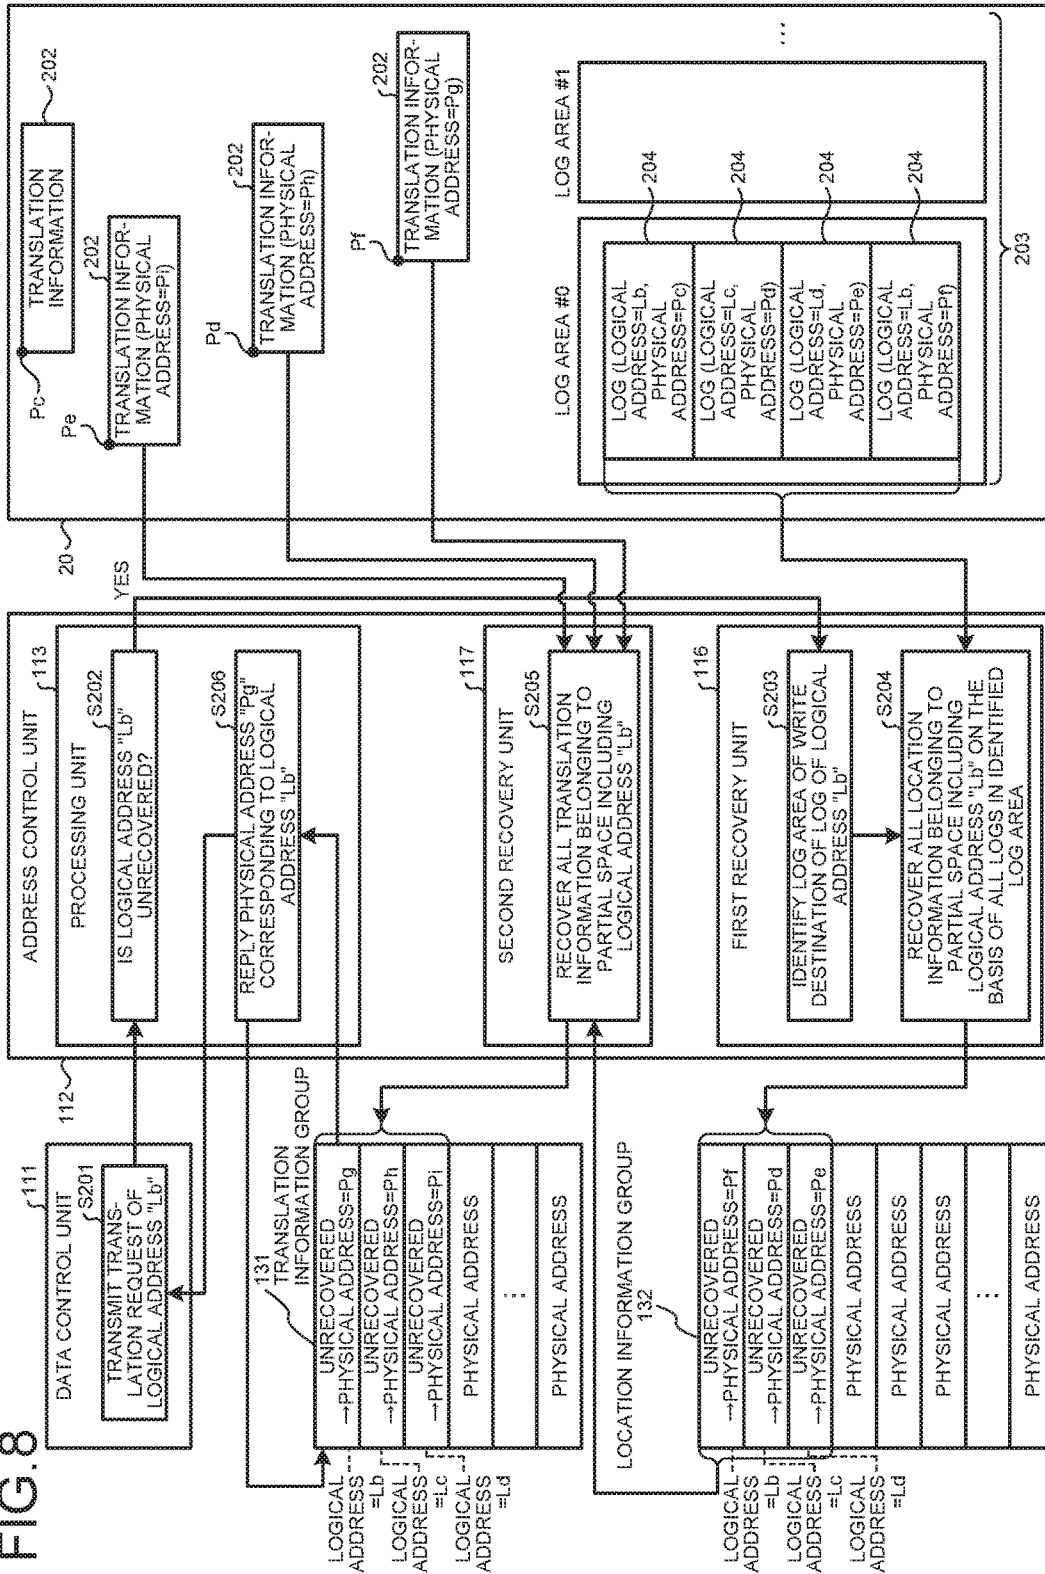 FIG.8
111
DATA CONTROL UNIT
S201
TRANSMIT TRANS-
LATION REQUEST OF
LOGICAL ADDRESS "Lb"
112
ADDRESS CONTROL UNIT
113
PROCESSING UNIT
S202
IS LOGICAL ADDRESS "Lb"
UNRECOVERED?
YES
S206
REPLY PHYSICAL ADDRESS "Pg"
CORRESPONDING TO LOGICAL
ADDRESS "Lb"
20
Pc
TRANSLATION
INFORMATION
202
Pe
TRANSLATION INFOR-
MATION (PHYSICAL
ADDRESS=Pi)
202
Pd
TRANSLATION INFOR-
MATION (PHYSICAL
ADDRESS=Ph)
202
Pf
TRANSLATION INFOR-
MATION (PHYSICAL
ADDRESS=Pg)
202
131
TRANSLATION
INFORMATION GROUP
LOGICAL
ADDRESS
=Lb
LOGICAL
ADDRESS
=Lc
LOGICAL
ADDRESS
=Ld
UNRECOVERED
→PHYSICAL ADDRESS=Pg
UNRECOVERED
→PHYSICAL ADDRESS=Ph
UNRECOVERED
→PHYSICAL ADDRESS=Pi
PHYSICAL ADDRESS
...
PHYSICAL ADDRESS
117
SECOND RECOVERY UNIT
S205
RECOVER ALL TRANSLATION
INFORMATION BELONGING TO
PARTIAL SPACE INCLUDING
LOGICAL ADDRESS "Lb"
LOCATION INFORMATION GROUP
132
LOGICAL
ADDRESS
=Lb
LOGICAL
ADDRESS
=Lc
LOGICAL
ADDRESS
=Ld
UNRECOVERED
→PHYSICAL ADDRESS=Pf
UNRECOVERED
→PHYSICAL ADDRESS=Pd
UNRECOVERED
→PHYSICAL ADDRESS=Pe
PHYSICAL ADDRESS
PHYSICAL ADDRESS
PHYSICAL ADDRESS
...
PHYSICAL ADDRESS
116
FIRST RECOVERY UNIT
S203
IDENTIFY LOG AREA OF WRITE
DESTINATION OF LOG OF LOGICAL
ADDRESS "Lb"
S204
RECOVER ALL LOCATION
INFORMATION BELONGING TO
PARTIAL SPACE INCLUDING
LOGICAL ADDRESS "Lb" ON THE
BASIS OF ALL LOGS IN IDENTIFIED
LOG AREA
LOG AREA #0
LOG (LOGICAL
ADDRESS=Lb,
PHYSICAL
ADDRESS=Pc)
204
LOG (LOGICAL
ADDRESS=Lc,
PHYSICAL
ADDRESS=Pd)
204
LOG (LOGICAL
ADDRESS=Ld,
PHYSICAL
ADDRESS=Pe)
204
LOG (LOGICAL
ADDRESS=Lb,
PHYSICAL
ADDRESS=Pf)
204
LOG AREA #1
...
203